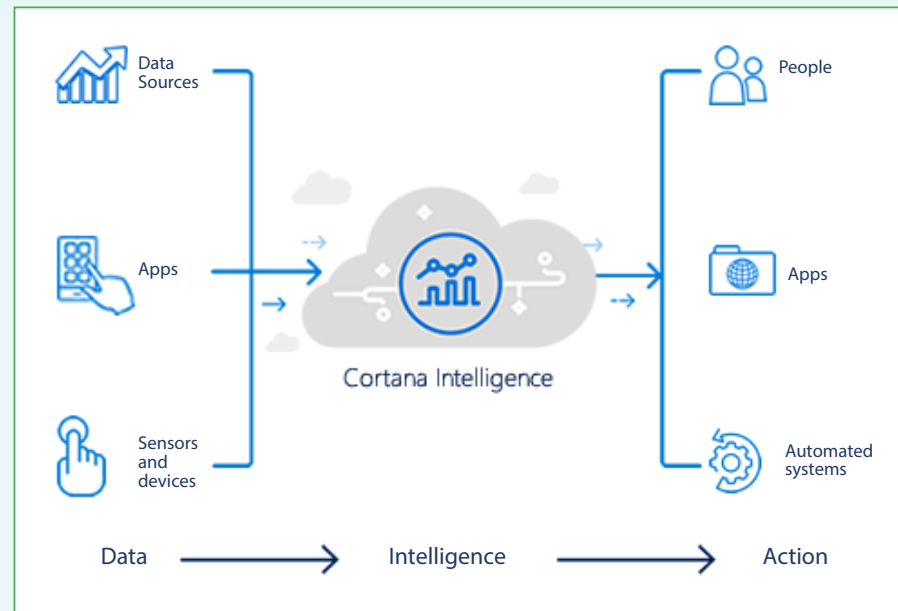 Data
Sources
People
Apps
Apps
Cortana Intelligence
Sensors
and
devices
Automated
systems
Data
Intelligence
Action